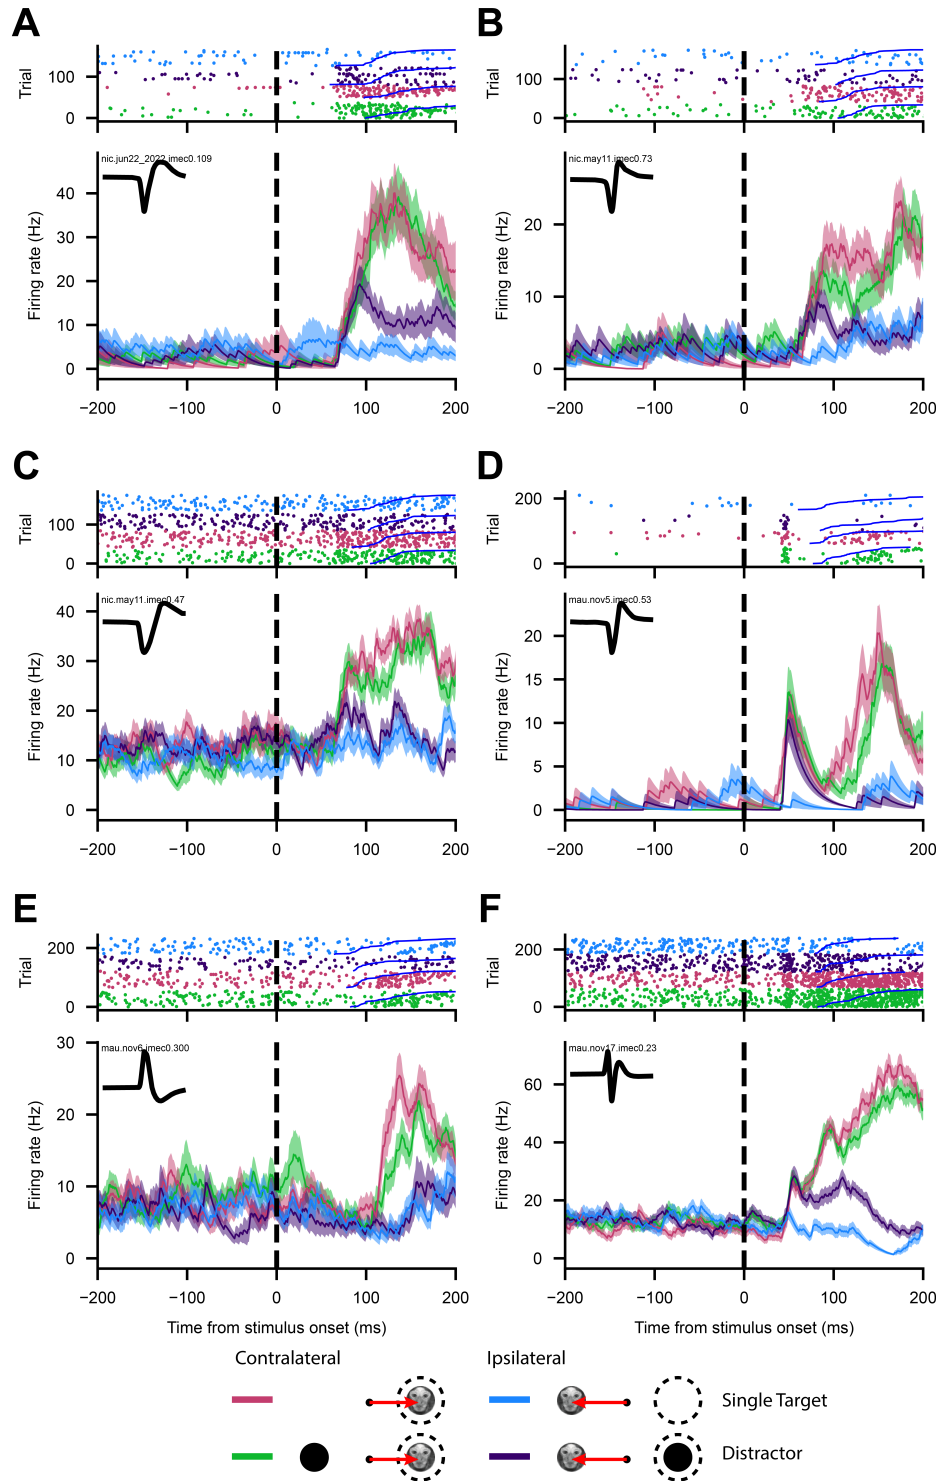 A
B
Trial
100
0
Trial
100
0
nic.jun22_2022.imec0.109
nic.may11.imec0.73
Firing rate (Hz)
40
30
20
10
0
Firing rate (Hz)
20
10
0
−200 −100 0 100 200
−200 −100 0 100 200
C
D
Trial
100
0
Trial
200
0
nic.may11.imec0.47
mau.nov5.imec0.53
Firing rate (Hz)
40
30
20
10
0
Firing rate (Hz)
20
15
10
5
0
−200 −100 0 100 200
−200 −100 0 100 200
E
F
Trial
200
0
Trial
200
0
mau.nov6.imec0.300
mau.nov17.imec0.23
Firing rate (Hz)
30
20
10
0
Firing rate (Hz)
60
40
20
0
−200 −100 0 100 200
−200 −100 0 100 200
Time from stimulus onset (ms)
Time from stimulus onset (ms)
Contralateral
Ipsilateral
Single Target
Distractor